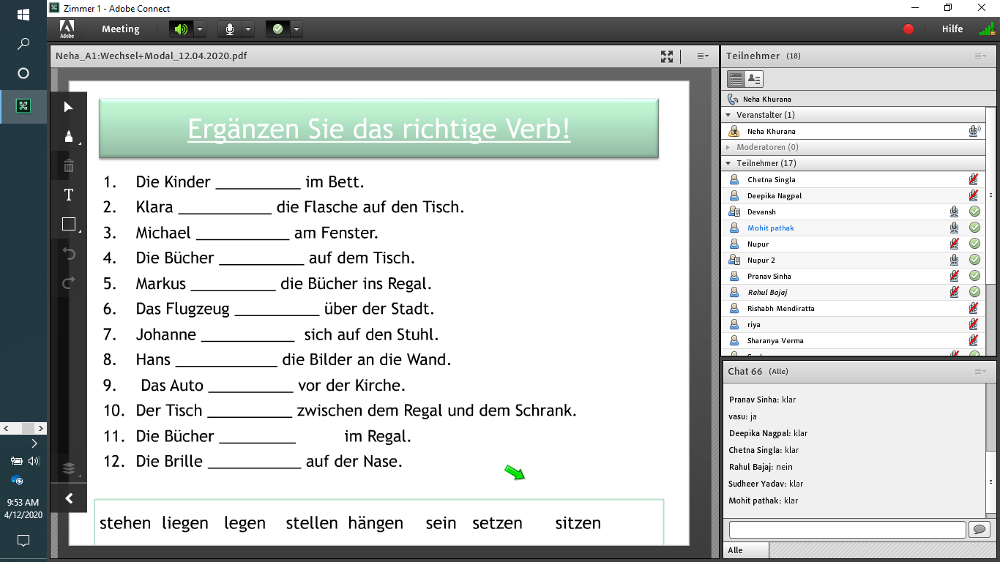 Zimmer 1 - Adobe Connect
Adobe
Meeting
Hilfe
Neha_A1:Wechsel+Modal_12.04.2020.pdf
Ergänzen Sie das richtige Verb!
1. Die Kinder __________ im Bett.
2. Klara ___________ die Flasche auf den Tisch.
3. Michael ___________ am Fenster.
4. Die Bücher __________ auf dem Tisch.
5. Markus __________ die Bücher ins Regal.
6. Das Flugzeug __________ über der Stadt.
7. Johanne ___________ sich auf den Stuhl.
8. Hans ____________ die Bilder an die Wand.
9. Das Auto __________ vor der Kirche.
10. Der Tisch __________ zwischen dem Regal und dem Schrank.
11. Die Bücher _________ im Regal.
12. Die Brille ___________ auf der Nase.
stehen liegen legen stellen hängen sein setzen sitzen
T
9:53 AM
4/12/2020
Teilnehmer (18)
Neha Khurana
Veranstalter (1)
Neha Khurana
Moderatoren (0)
Teilnehmer (17)
Chetna Singla
Deepika Nagpal
Devansh
Mohit pathak
Nupur
Nupur 2
Pranav Sinha
Rahul Bajaj
Rishabh Mendiratta
riya
Sharanya Verma
Chat 66 (Alle)
Pranav Sinha: klar
vasu: ja
Deepika Nagpal: klar
Chetna Singla: klar
Rahul Bajaj: nein
Sudheer Yadav: klar
Mohit pathak: klar
Alle